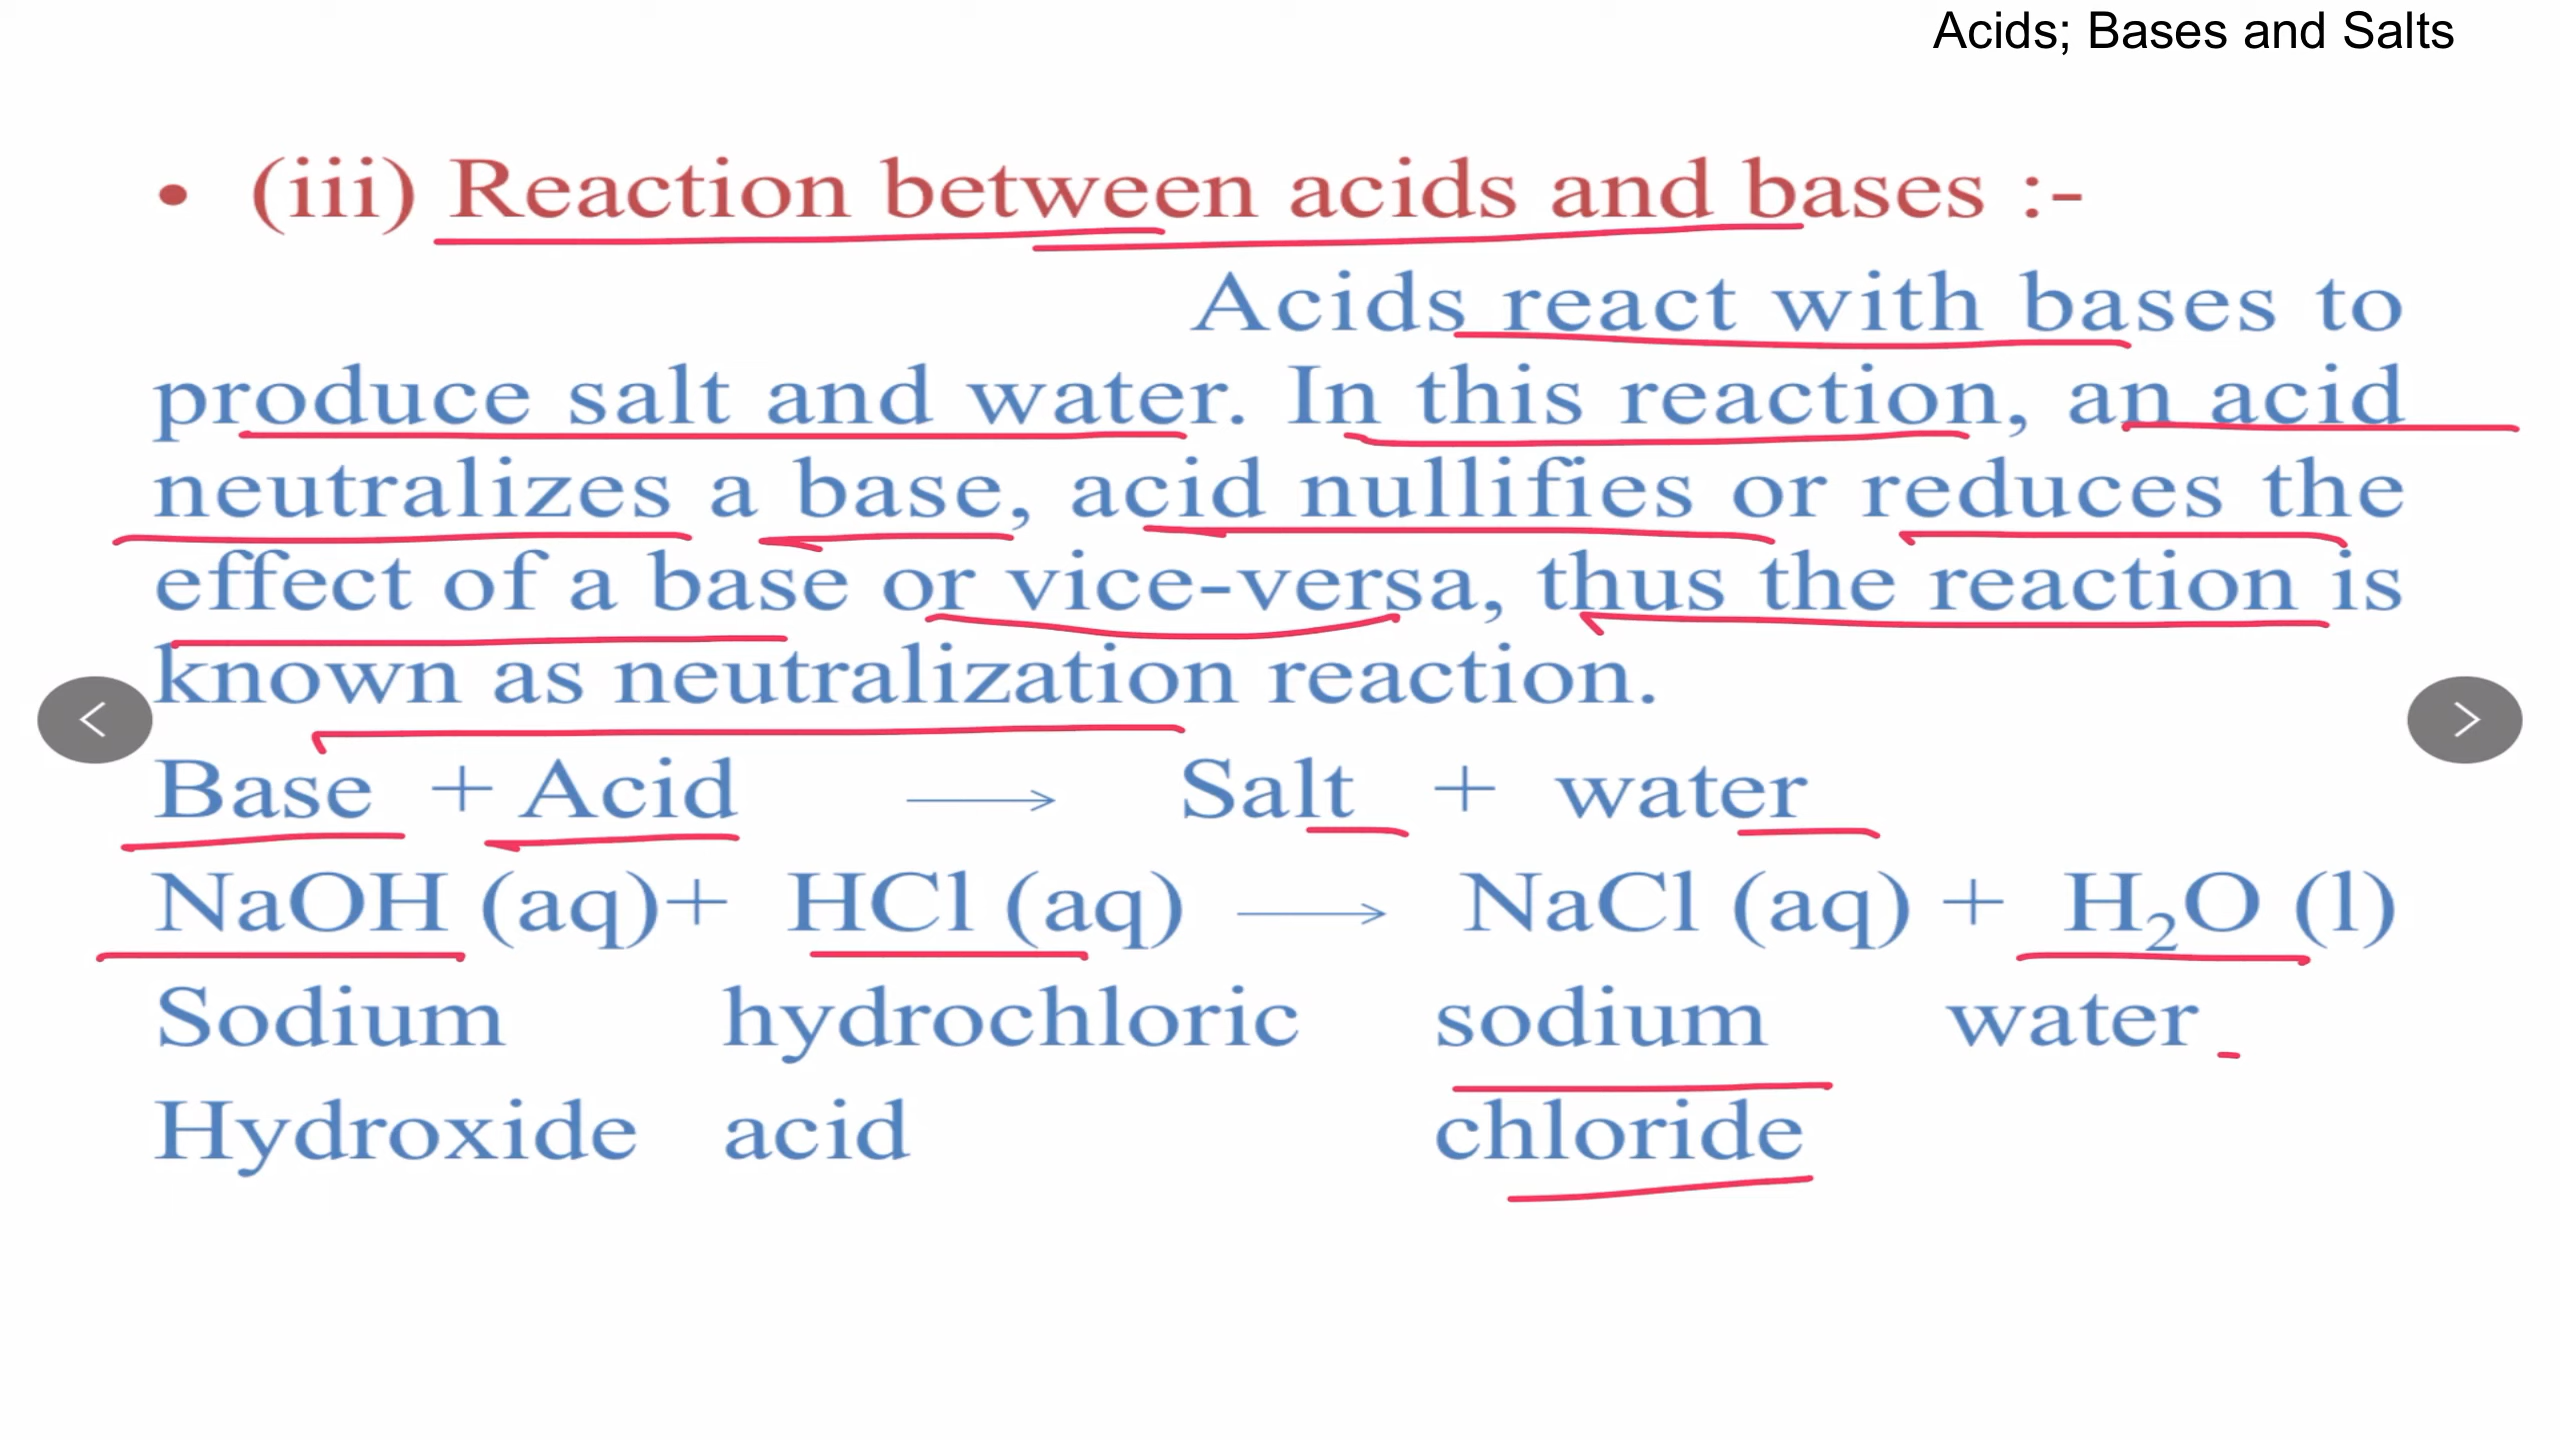 Acids; Bases and Salts
• (iii) Reaction between acids and bases :-
Acids react with bases to
produce salt and water. In this reaction, an acid
neutralizes a base, acid nullifies or reduces the
effect of a base or vice-versa, thus the reaction is
known as neutralization reaction.
Base + Acid ⟶ Salt + water
NaOH (aq)+ HCl (aq) ⟶ NaCl (aq) + H₂O (l)
Sodium hydrochloric sodium water
Hydroxide acid chloride